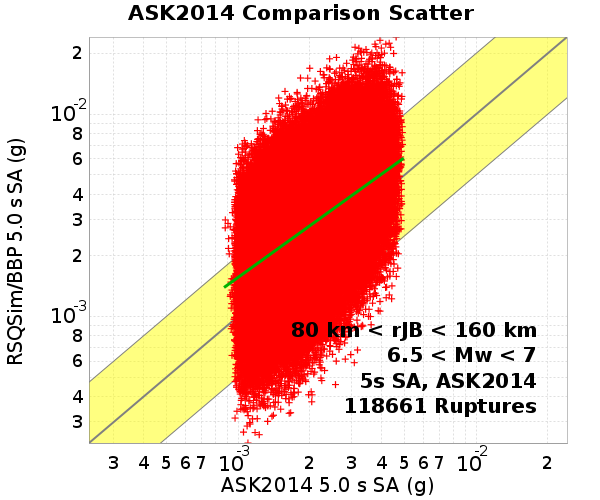 ASK2014 Comparison Scatter
RSQSim/BBP 5.0 s SA (g)
2
10-2
8
6
4
3
2
10-3
8
6
4
3
80 km < rJB < 160 km
6.5 < Mw < 7
5s SA, ASK2014
118661 Ruptures
3 4 5 6 7 10-3 2 3 4 5 6 7 10-2 2
ASK2014 5.0 s SA (g)